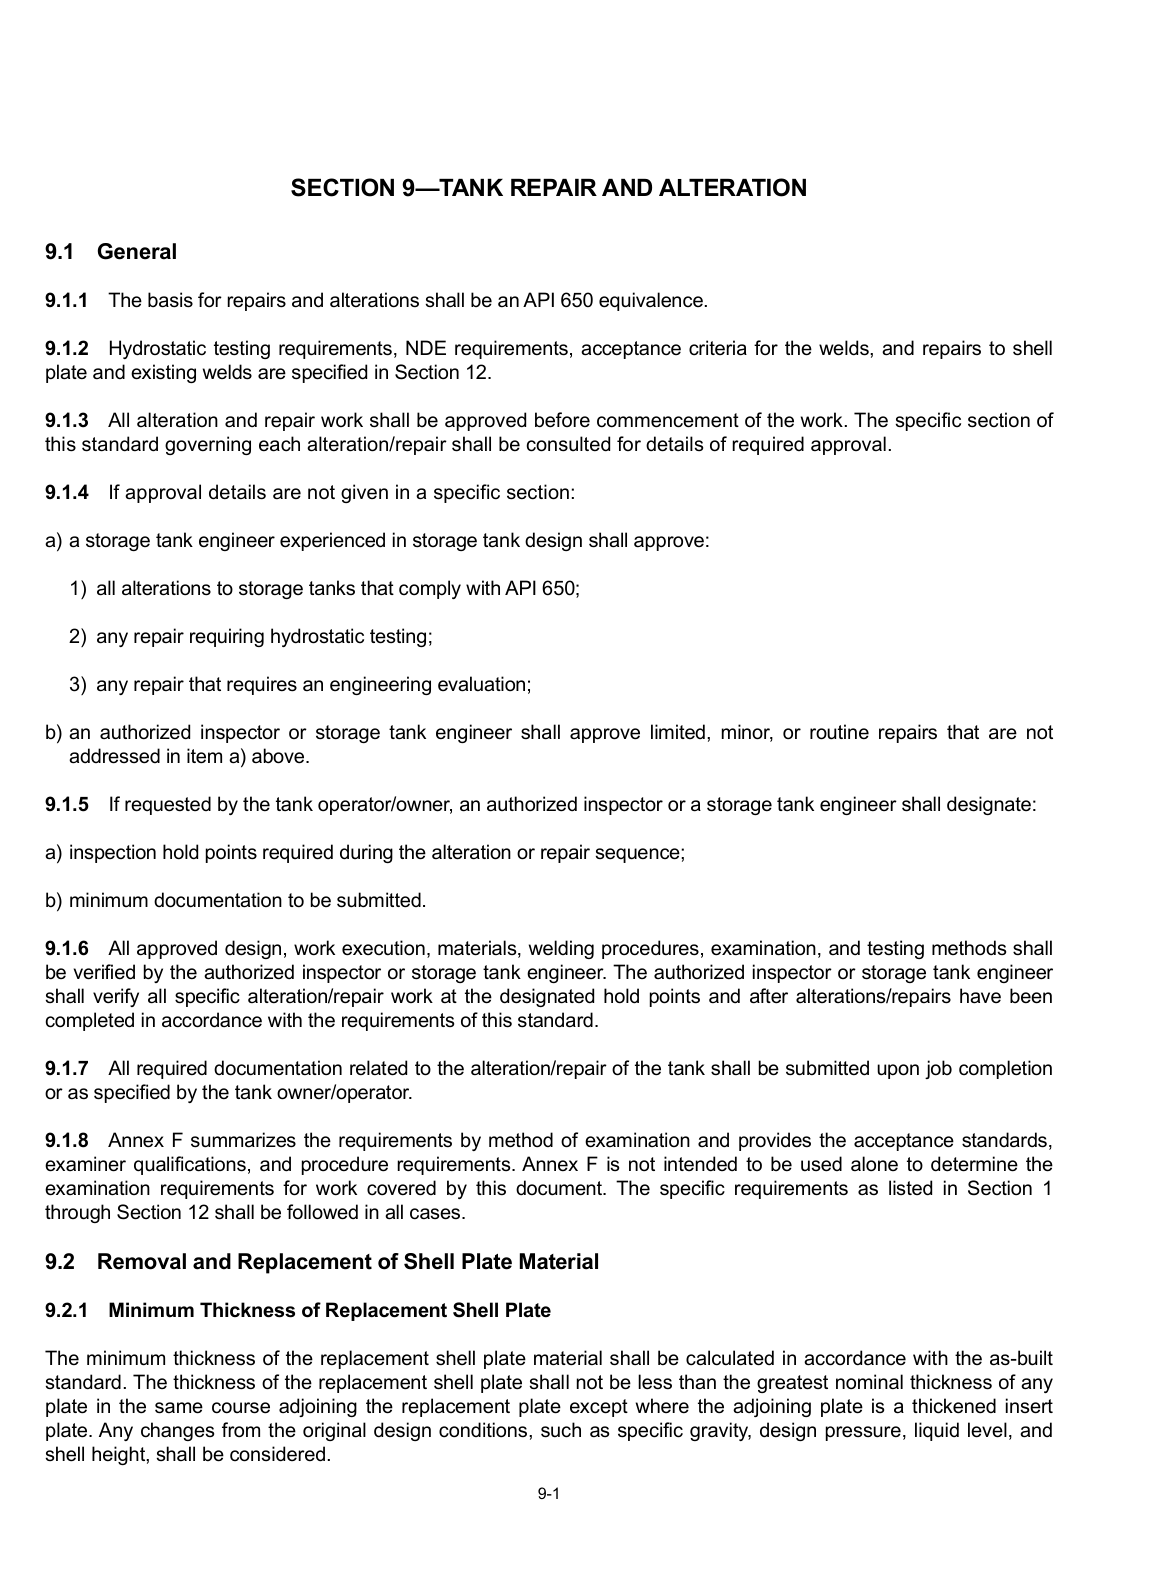 SECTION 9—TANK REPAIR AND ALTERATION
9.1 General
9.1.1 The basis for repairs and alterations shall be an API 650 equivalence.
9.1.2 Hydrostatic testing requirements, NDE requirements, acceptance criteria for the welds, and repairs to shell
plate and existing welds are specified in Section 12.
9.1.3 All alteration and repair work shall be approved before commencement of the work. The specific section of
this standard governing each alteration/repair shall be consulted for details of required approval.
9.1.4 If approval details are not given in a specific section:
a) a storage tank engineer experienced in storage tank design shall approve:
1) all alterations to storage tanks that comply with API 650;
2) any repair requiring hydrostatic testing;
3) any repair that requires an engineering evaluation;
b) an authorized inspector or storage tank engineer shall approve limited, minor, or routine repairs that are not
addressed in item a) above.
9.1.5 If requested by the tank operator/owner, an authorized inspector or a storage tank engineer shall designate:
a) inspection hold points required during the alteration or repair sequence;
b) minimum documentation to be submitted.
9.1.6 All approved design, work execution, materials, welding procedures, examination, and testing methods shall
be verified by the authorized inspector or storage tank engineer. The authorized inspector or storage tank engineer
shall verify all specific alteration/repair work at the designated hold points and after alterations/repairs have been
completed in accordance with the requirements of this standard.
9.1.7 All required documentation related to the alteration/repair of the tank shall be submitted upon job completion
or as specified by the tank owner/operator.
9.1.8 Annex F summarizes the requirements by method of examination and provides the acceptance standards,
examiner qualifications, and procedure requirements. Annex F is not intended to be used alone to determine the
examination requirements for work covered by this document. The specific requirements as listed in Section 1
through Section 12 shall be followed in all cases.
9.2 Removal and Replacement of Shell Plate Material
9.2.1 Minimum Thickness of Replacement Shell Plate
The minimum thickness of the replacement shell plate material shall be calculated in accordance with the as-built
standard. The thickness of the replacement shell plate shall not be less than the greatest nominal thickness of any
plate in the same course adjoining the replacement plate except where the adjoining plate is a thickened insert
plate. Any changes from the original design conditions, such as specific gravity, design pressure, liquid level, and
shell height, shall be considered.
9-1